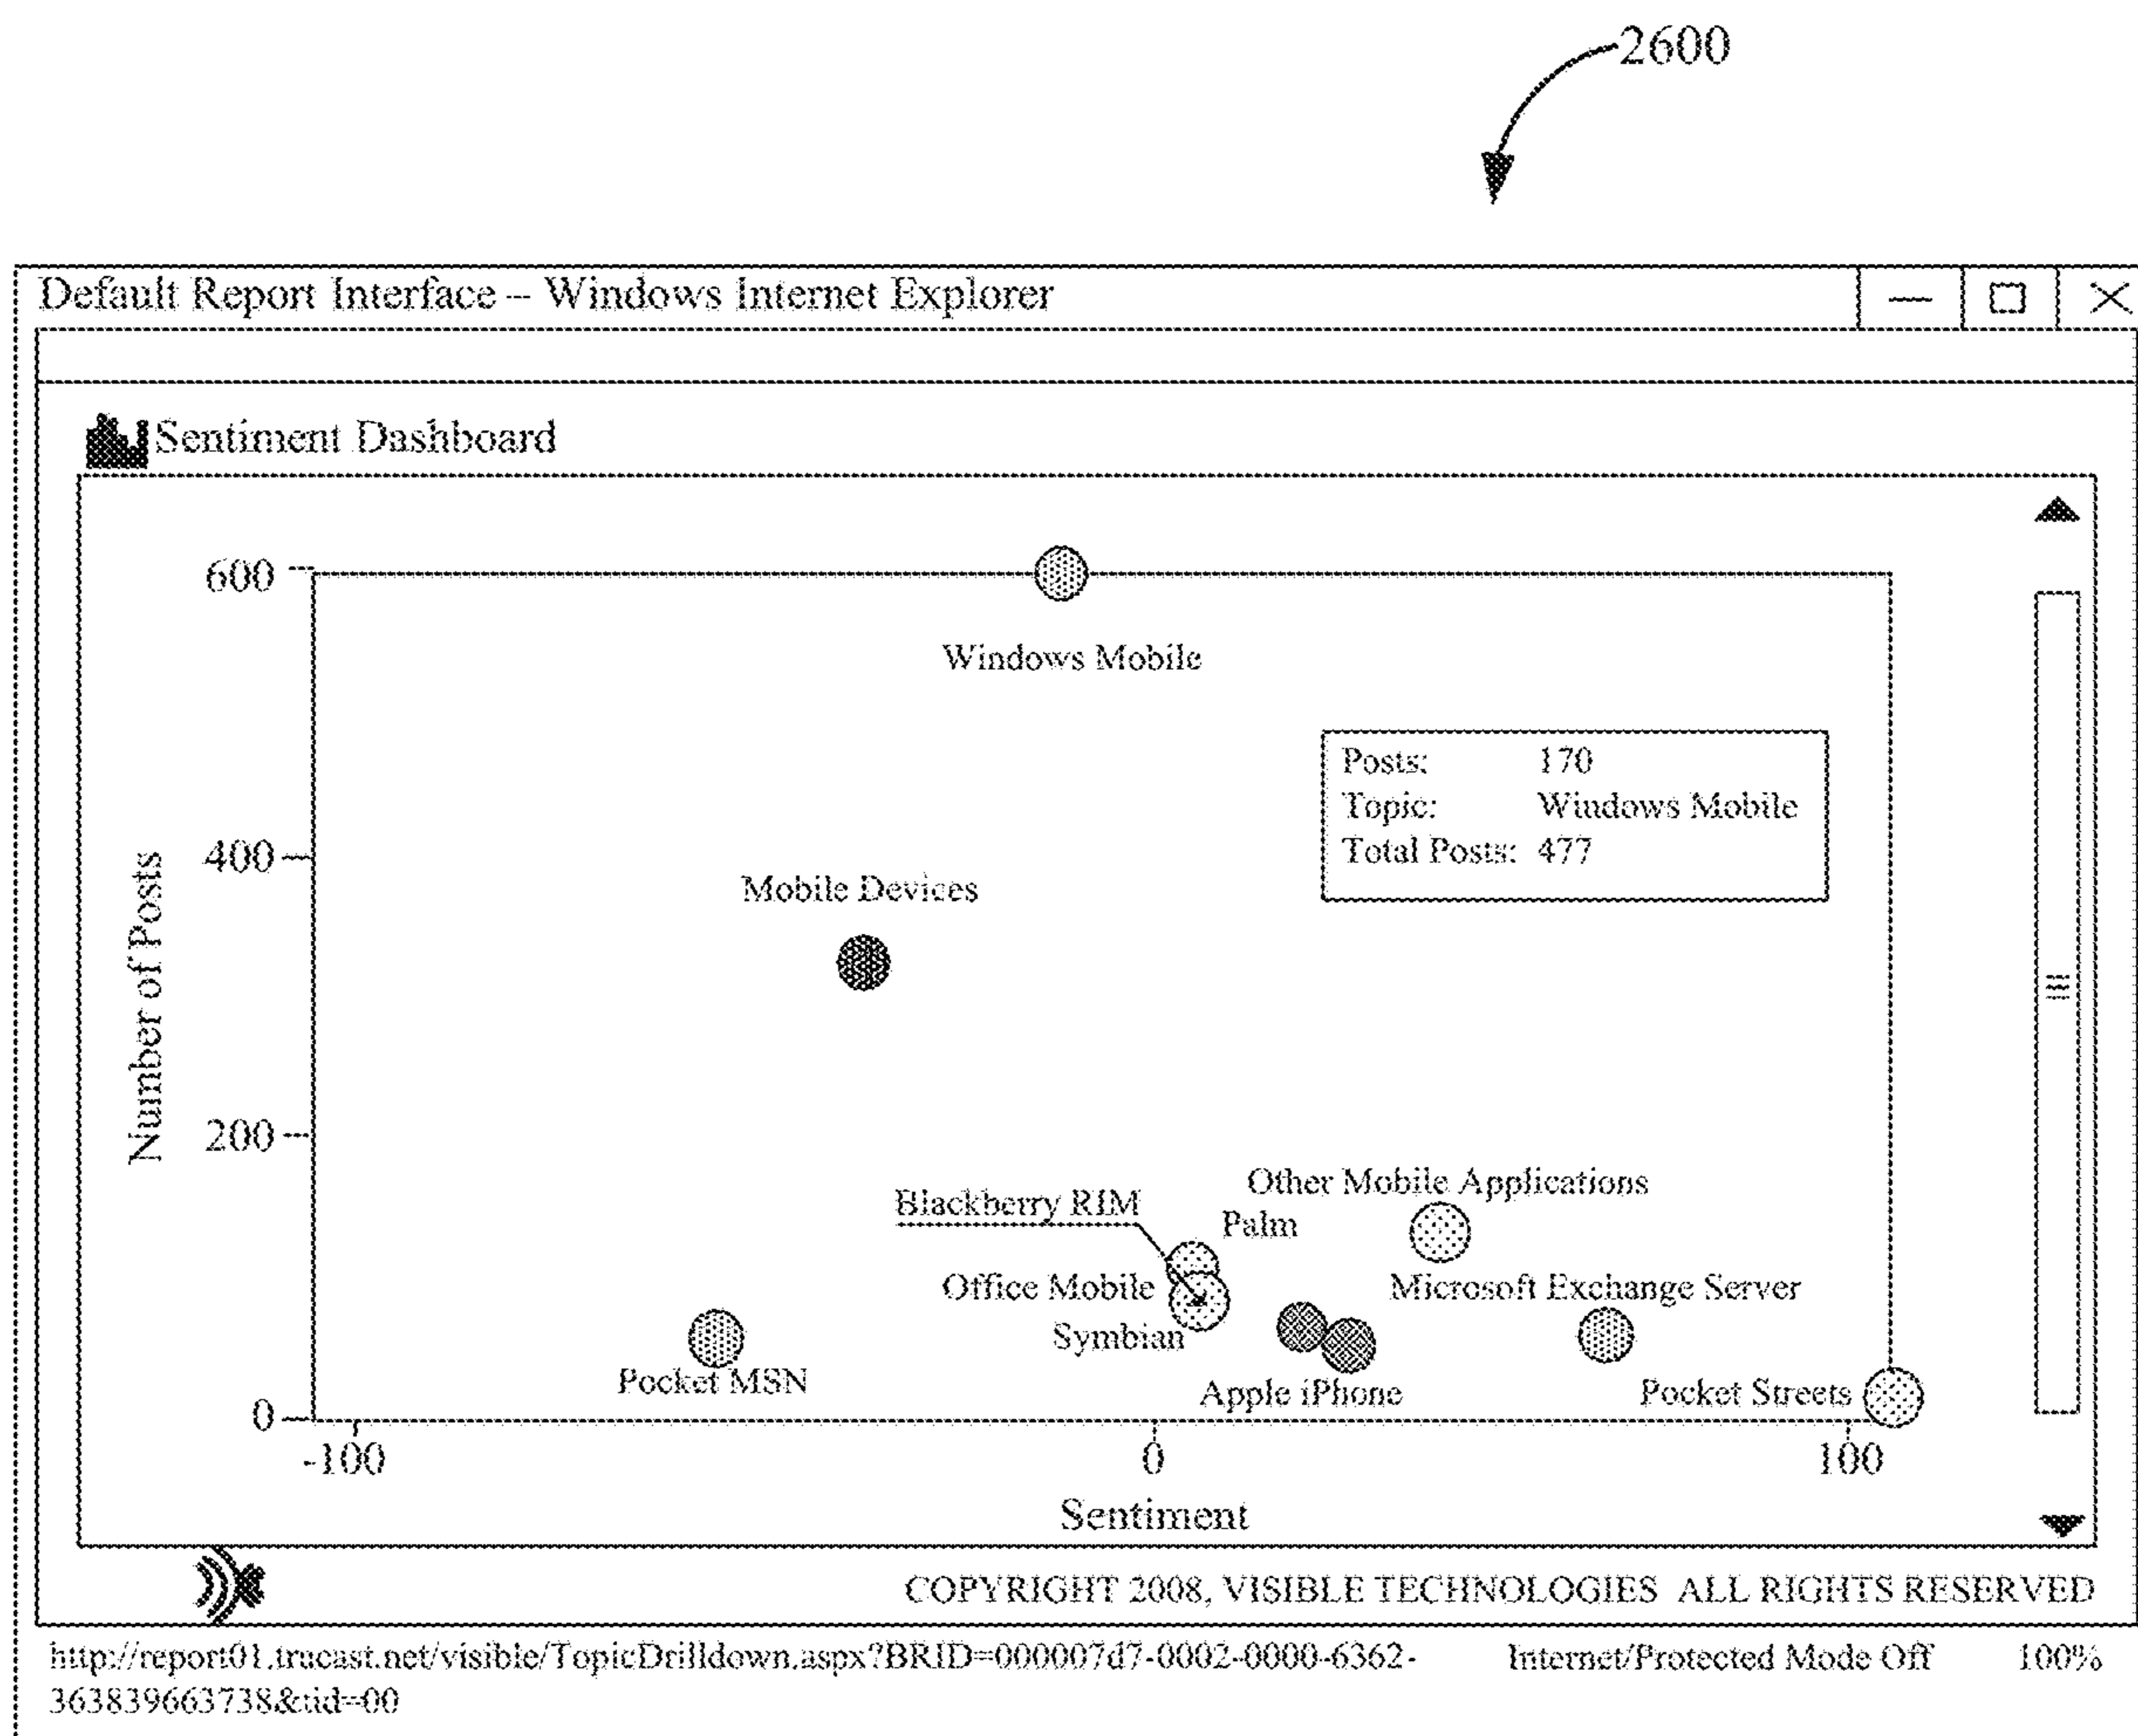 2600
Default Report Interface -- Windows Internet Explorer
Sentiment Dashboard
600
Windows Mobile
Posts: 170
Topic: Windows Mobile
Total Posts: 477
400
Mobile Devices
Number of Posts
200
Other Mobile Applications
Blackberry RIM
Palm
Office Mobile
Microsoft Exchange Server
Symbian
Pocket MSN
Apple iPhone
Pocket Streets
0
-100 0 100
Sentiment
COPYRIGHT 2008, VISIBLE TECHNOLOGIES ALL RIGHTS RESERVED
http://report01.trucast.net/visible/TopicDrilldown.aspx?BRID=000007d7-0002-0000-6362- Internet/Protected Mode Off 100%
363839663738&tid=00